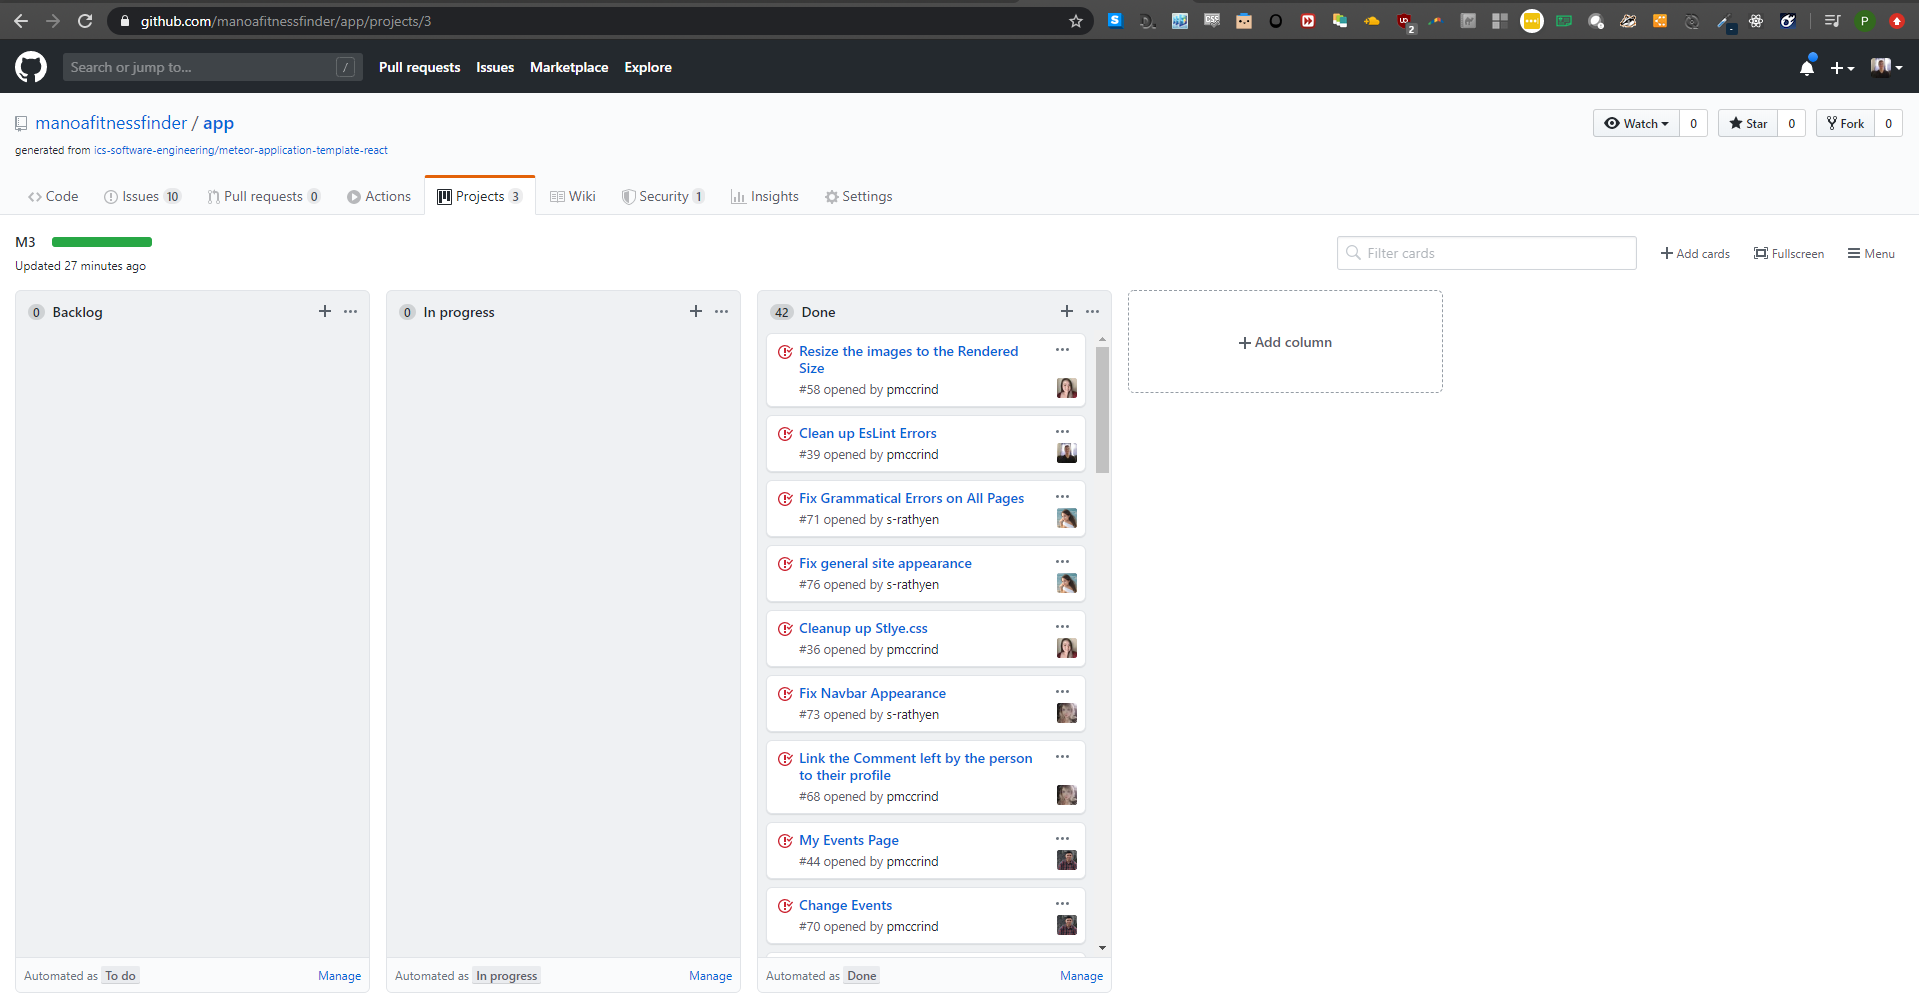 github.com/manoafitnessfinder/app/projects/3
2
P
Search or jump to...
/
Pull requests
Issues
Marketplace
Explore
manoafitnessfinder / app
generated from ics-software-engineering/meteor-application-template-react
Watch 0
Star 0
Fork 0
Code
Issues 10
Pull requests 0
Actions
Projects 3
Wiki
Security 1
Insights
Settings
M3
Updated 27 minutes ago
Filter cards
Add cards
Fullscreen
Menu
0 Backlog
Automated as To do
Manage
0 In progress
Automated as In progress
Manage
42 Done
Resize the images to the Rendered
Size
#58 opened by pmccrind
Clean up EsLint Errors
#39 opened by pmccrind
Fix Grammatical Errors on All Pages
#71 opened by s-rathyen
Fix general site appearance
#76 opened by s-rathyen
Cleanup up Stlye.css
#36 opened by pmccrind
Fix Navbar Appearance
#73 opened by s-rathyen
Link the Comment left by the person
to their profile
#68 opened by pmccrind
My Events Page
#44 opened by pmccrind
Change Events
#70 opened by pmccrind
Automated as Done
Manage
Add column